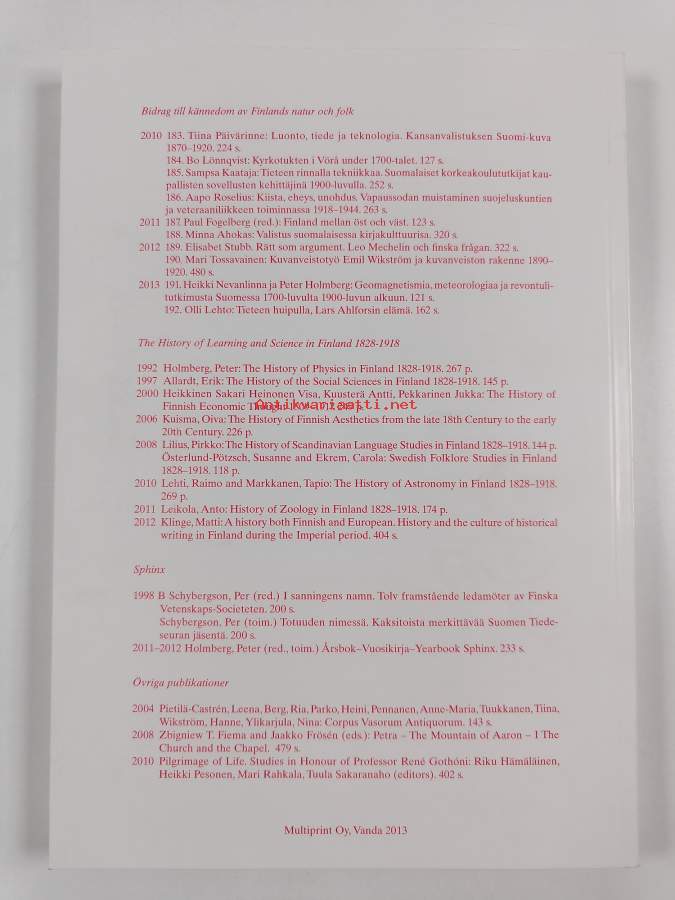 Bidrag till kännedom av Finlands natur och folk
2010 183. Tiina Päivärinne: Luonto, tiede ja teknologia. Kansanvalistuksen Suomi-kuva
1870–1920. 224 s.
184. Bo Lönnqvist: Kyrkotukten i Vörå under 1700-talet. 127 s.
185. Sampsa Kaataja: Tieteen rinnalla tekniikkaa. Suomalaiset korkeakoulututkijat kau-
pallisten sovellusten kehittäjinä 1900-luvulla. 252 s.
186. Aapo Roselius: Kiista, eheys, unohdus. Vapaussodan muistaminen suojeluskuntien
ja veteraaniliikkeen toiminnassa 1918–1944. 263 s.
2011 187. Paul Fogelberg (red.): Finland mellan öst och väst. 123 s.
188. Minna Ahokas: Valistus suomalaisessa kirjakulttuurisa. 320 s.
2012 189. Elisabet Stubb. Rätt som argument. Leo Mechelin och finska frågan. 322 s.
190. Mari Tossavainen: Kuvanveistotyö Emil Wikström ja kuvanveiston rakenne 1890–
1920. 480 s.
2013 191. Heikki Nevanlinna ja Peter Holmberg: Geomagnetismia, meteorologiaa ja revontuli-
tutkimusta Suomessa 1700-luvulta 1900-luvun alkuun. 121 s.
192. Olli Lehto: Tieteen huipulla, Lars Ahlforsin elämä. 162 s.
The History of Learning and Science in Finland 1828-1918
1992 Holmberg, Peter: The History of Physics in Finland 1828-1918. 267 p.
1997 Allardt, Erik: The History of the Social Sciences in Finland 1828-1918. 145 p.
2000 Heikkinen Sakari Heinonen Visa, Kuusterä Antti, Pekkarinen Jukka: The History of
Finnish Economic
Antikvariaatti.net
2006 Kuisma, Oiva: The History of Finnish Aesthetics from the late 18th Century to the early
20th Century. 226 p.
2008 Lilius, Pirkko: The History of Scandinavian Language Studies in Finland 1828–1918. 144 p.
Österlund-Pötzsch, Susanne and Ekrem, Carola: Swedish Folklore Studies in Finland
1828–1918. 118 p.
2010 Lehti, Raimo and Markkanen, Tapio: The History of Astronomy in Finland 1828–1918.
269 p.
2011 Leikola, Anto: History of Zoology in Finland 1828–1918. 174 p.
2012 Klinge, Matti: A history both Finnish and European. History and the culture of historical
writing in Finland during the Imperial period. 404 s.
Sphinx
1998 B Schybergson, Per (red.) I sanningens namn. Tolv framstående ledamöter av Finska
Vetenskaps-Societeten. 200 s.
Schybergson, Per (toim.) Totuuden nimessä. Kaksitoista merkittävää Suomen Tiede-
seuran jäsentä. 200 s.
2011–2012 Holmberg, Peter (red., toim.) Årsbok–Vuosikirja–Yearbook Sphinx. 233 s.
Övriga publikationer
2004 Pietilä-Castrén, Leena, Berg, Ria, Parko, Heini, Pennanen, Anne-Maria, Tuukkanen, Tiina,
Wikström, Hanne, Ylikarjula, Nina: Corpus Vasorum Antiquorum. 143 s.
2008 Zbigniew T. Fiema and Jaakko Frösén (eds.): Petra – The Mountain of Aaron – I The
Church and the Chapel. 479 s.
2010 Pilgrimage of Life. Studies in Honour of Professor René Gothóni: Riku Hämäläinen,
Heikki Pesonen, Mari Rahkala, Tuula Sakaranaho (editors). 402 s.
Multiprint Oy, Vanda 2013